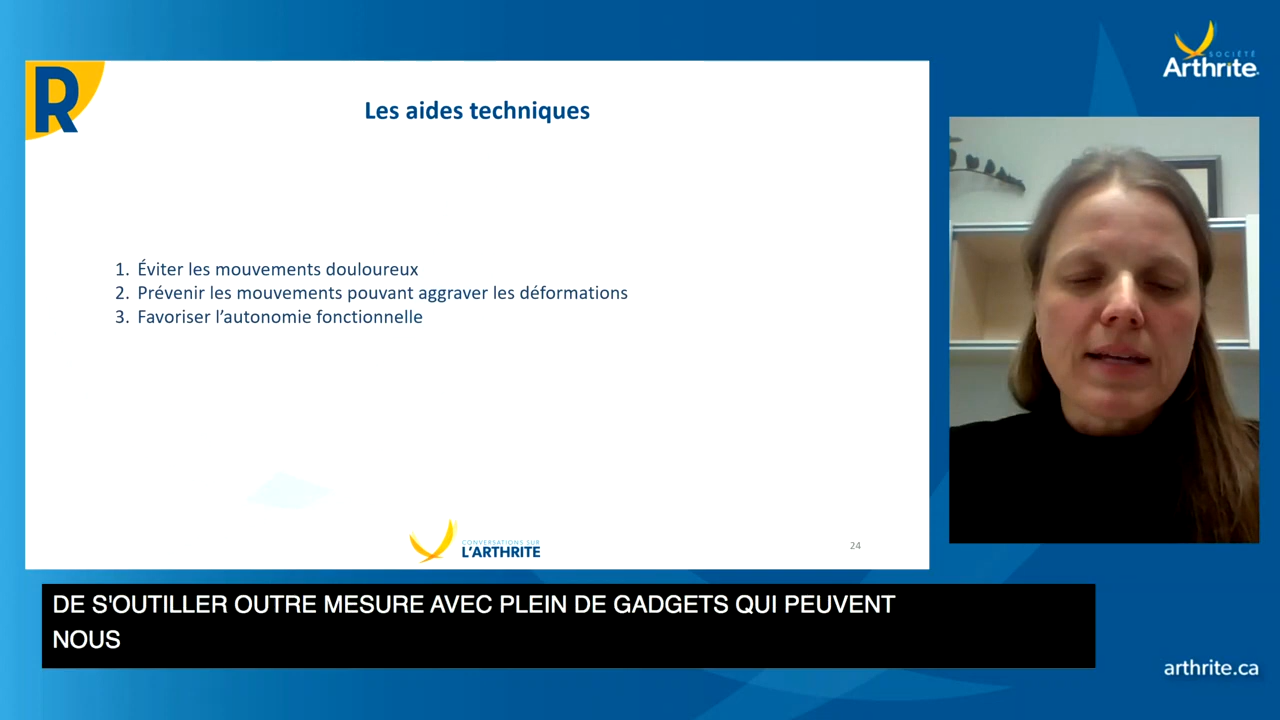 SOCIÉTÉ
Arthrite
R
Les aides techniques
1. Éviter les mouvements douloureux
2. Prévenir les mouvements pouvant aggraver les déformations
3. Favoriser l’autonomie fonctionnelle
CONVERSATIONS SUR
L'ARTHRITE
24
DE S'OUTILLER OUTRE MESURE AVEC PLEIN DE GADGETS QUI PEUVENT
NOUS
arthrite.ca